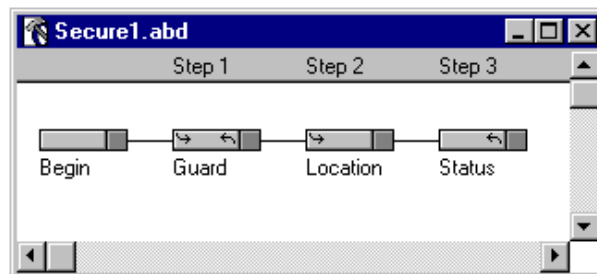 Secure1.abd
Step 1 Step 2 Step 3
Begin Guard Location Status